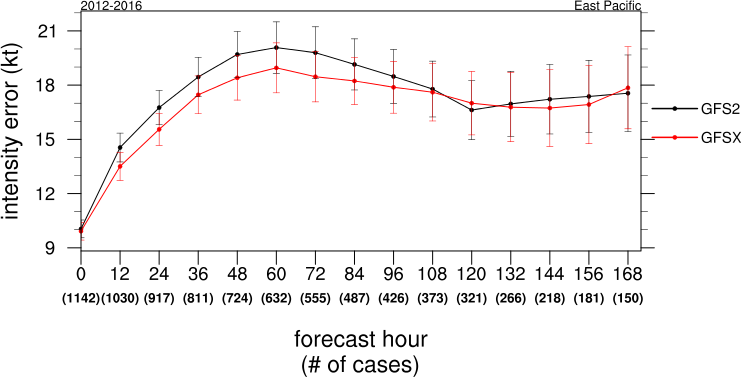 2012-2016 East Pacific
intensity error (kt)
21
18
15
12
9
GFS2
GFSX
0 12 24 36 48 60 72 84 96 108 120 132 144 156 168
(1142) (1030) (917) (811) (724) (632) (555) (487) (426) (373) (321) (266) (218) (181) (150)
forecast hour
(# of cases)